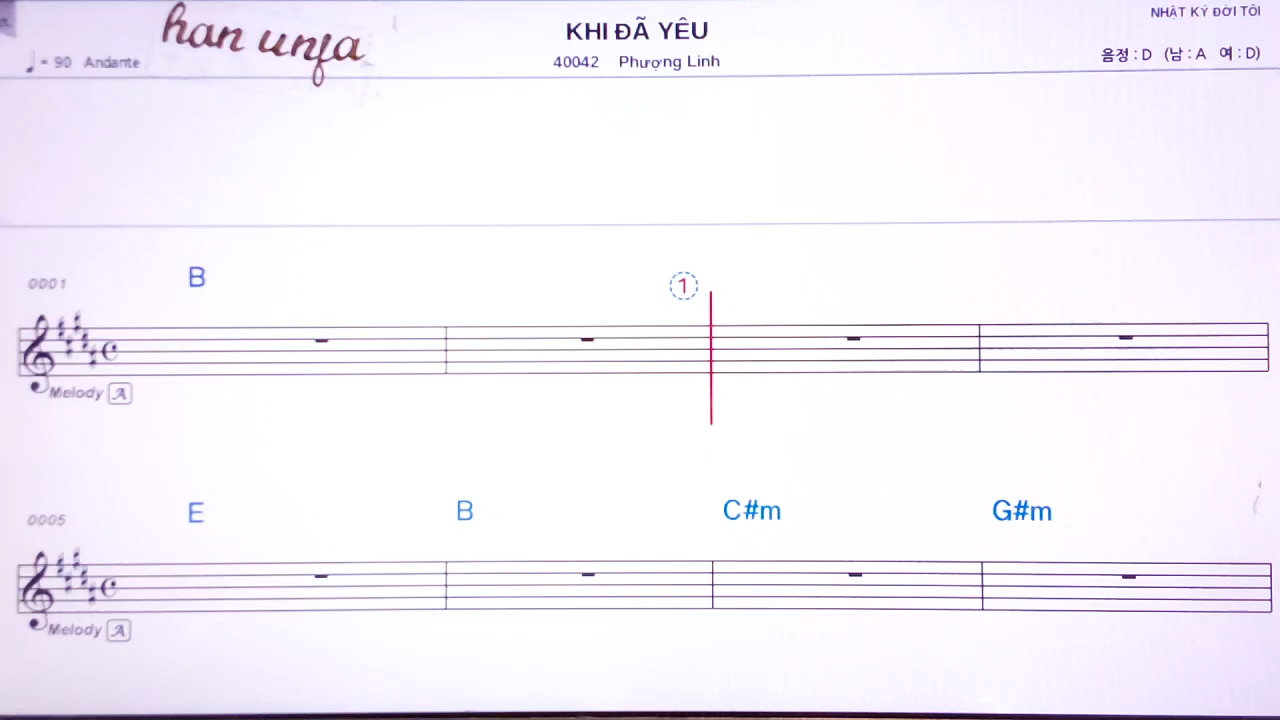 han unfa
KHI ĐÃ YÊU
NHẬT KÝ ĐỜI TÔI
♩ = 90 Andante
40042 Phượng Linh
음정 : D (남 : A 여 : D)
0001 B
1
Melody A
0005 E B C#m G#m
Melody A